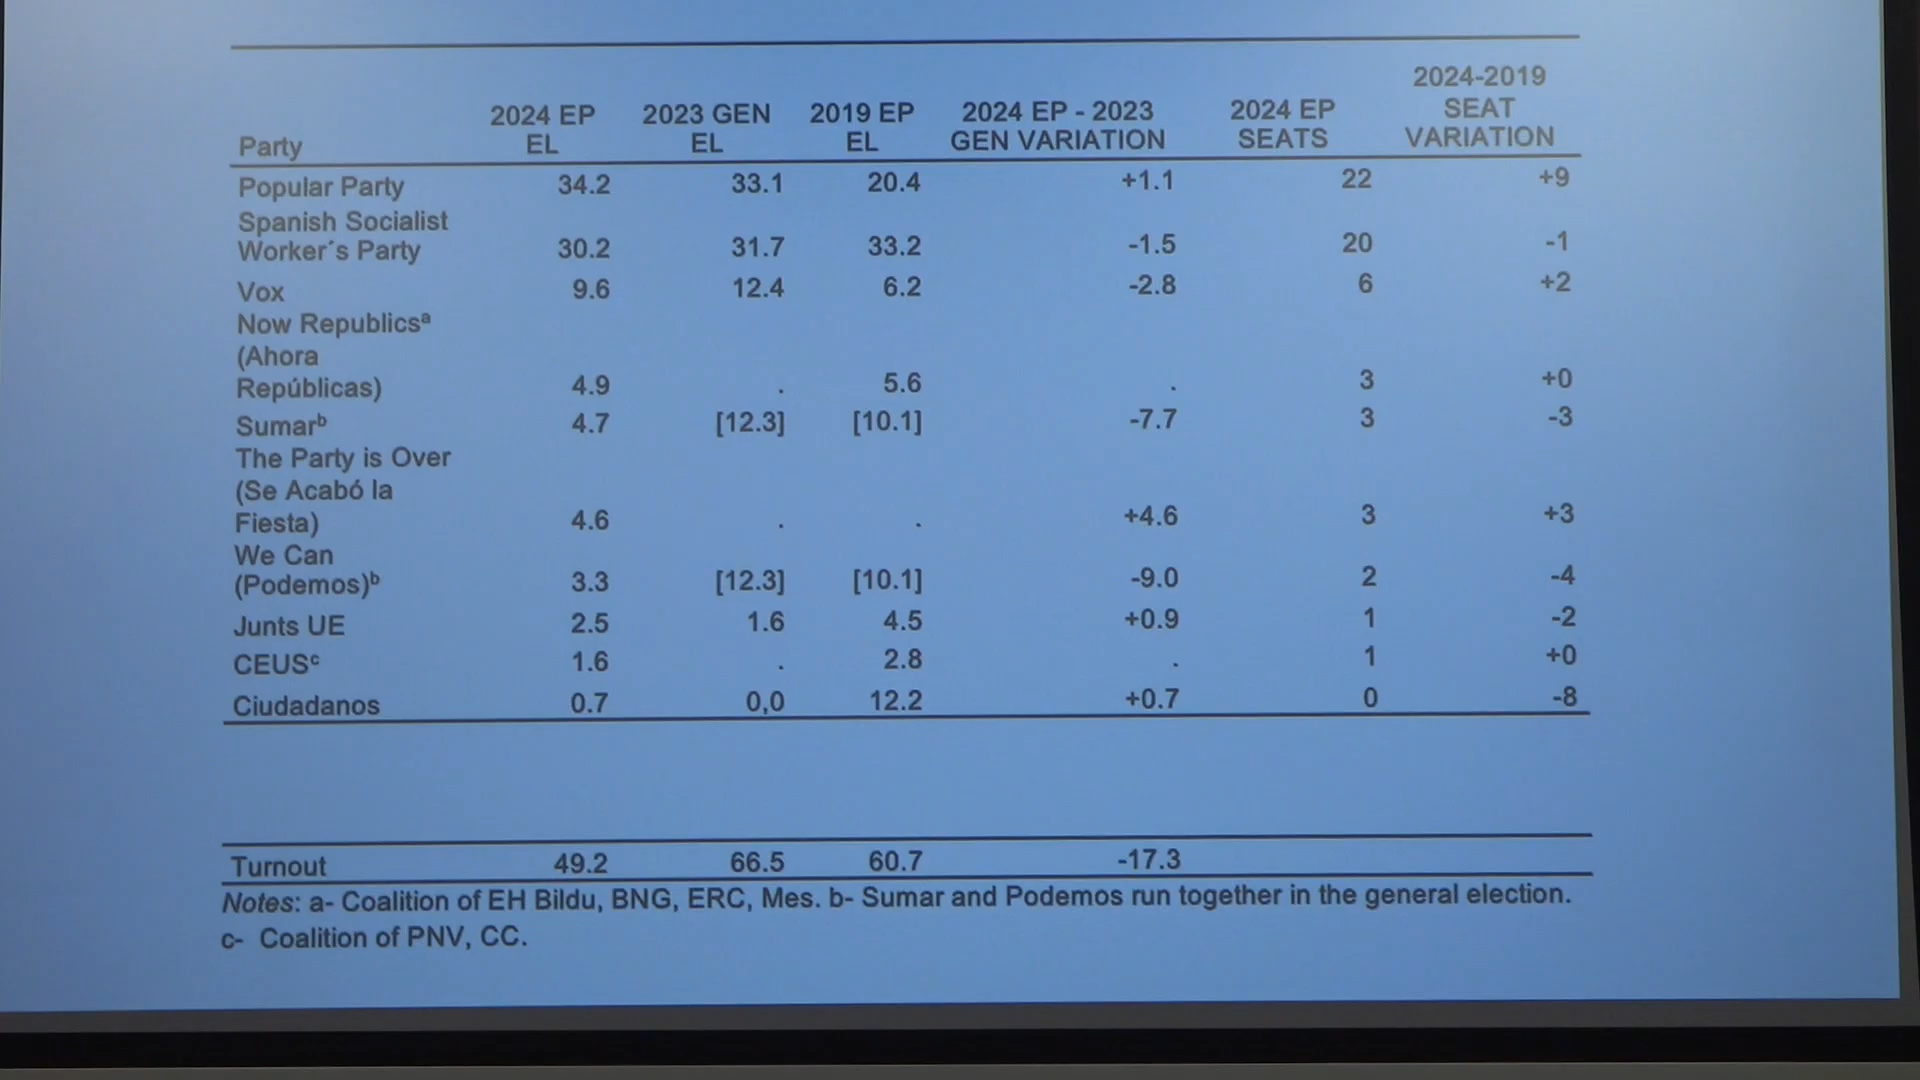 2024-2019
2024 EP 2023 GEN 2019 EP 2024 EP - 2023 2024 EP SEAT
Party EL EL EL GEN VARIATION SEATS VARIATION
Popular Party 34.2 33.1 20.4 +1.1 22 +9
Spanish Socialist
Worker´s Party 30.2 31.7 33.2 -1.5 20 -1
Vox 9.6 12.4 6.2 -2.8 6 +2
Now Republicsª
(Ahora
Repúblicas) 4.9 . 5.6 . 3 +0
Sumarᵇ 4.7 [12.3] [10.1] -7.7 3 -3
The Party is Over
(Se Acabó la
Fiesta) 4.6 . . +4.6 3 +3
We Can
(Podemos)ᵇ 3.3 [12.3] [10.1] -9.0 2 -4
Junts UE 2.5 1.6 4.5 +0.9 1 -2
CEUSᶜ 1.6 . 2.8 . 1 +0
Ciudadanos 0.7 0,0 12.2 +0.7 0 -8
Turnout 49.2 66.5 60.7 -17.3
Notes: a- Coalition of EH Bildu, BNG, ERC, Mes. b- Sumar and Podemos run together in the general election.
c- Coalition of PNV, CC.